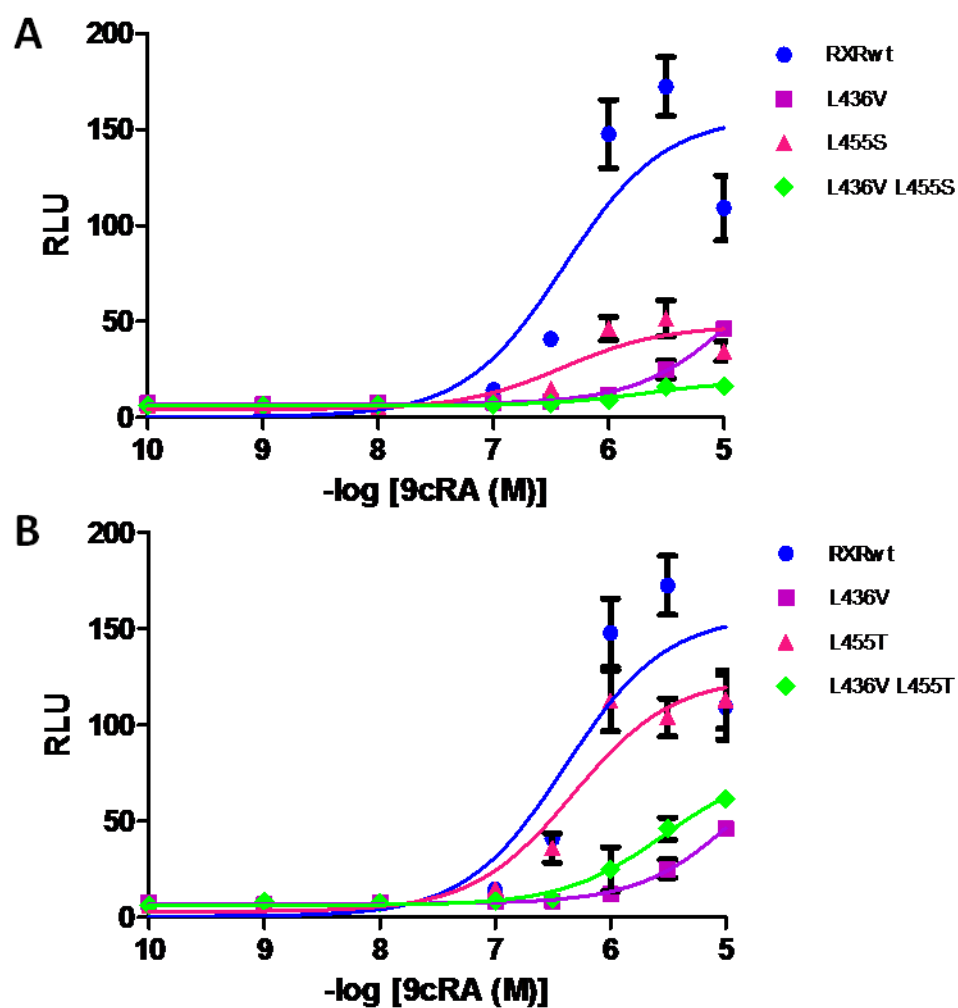 A
200
150
100
50
0
RLU
10 9 8 7 6 5
-log [9cRA (M)]
RXRwt
L436V
L455S
L436V L455S
B
200
150
100
50
0
RLU
10 9 8 7 6 5
-log [9cRA (M)]
RXRwt
L436V
L455T
L436V L455T